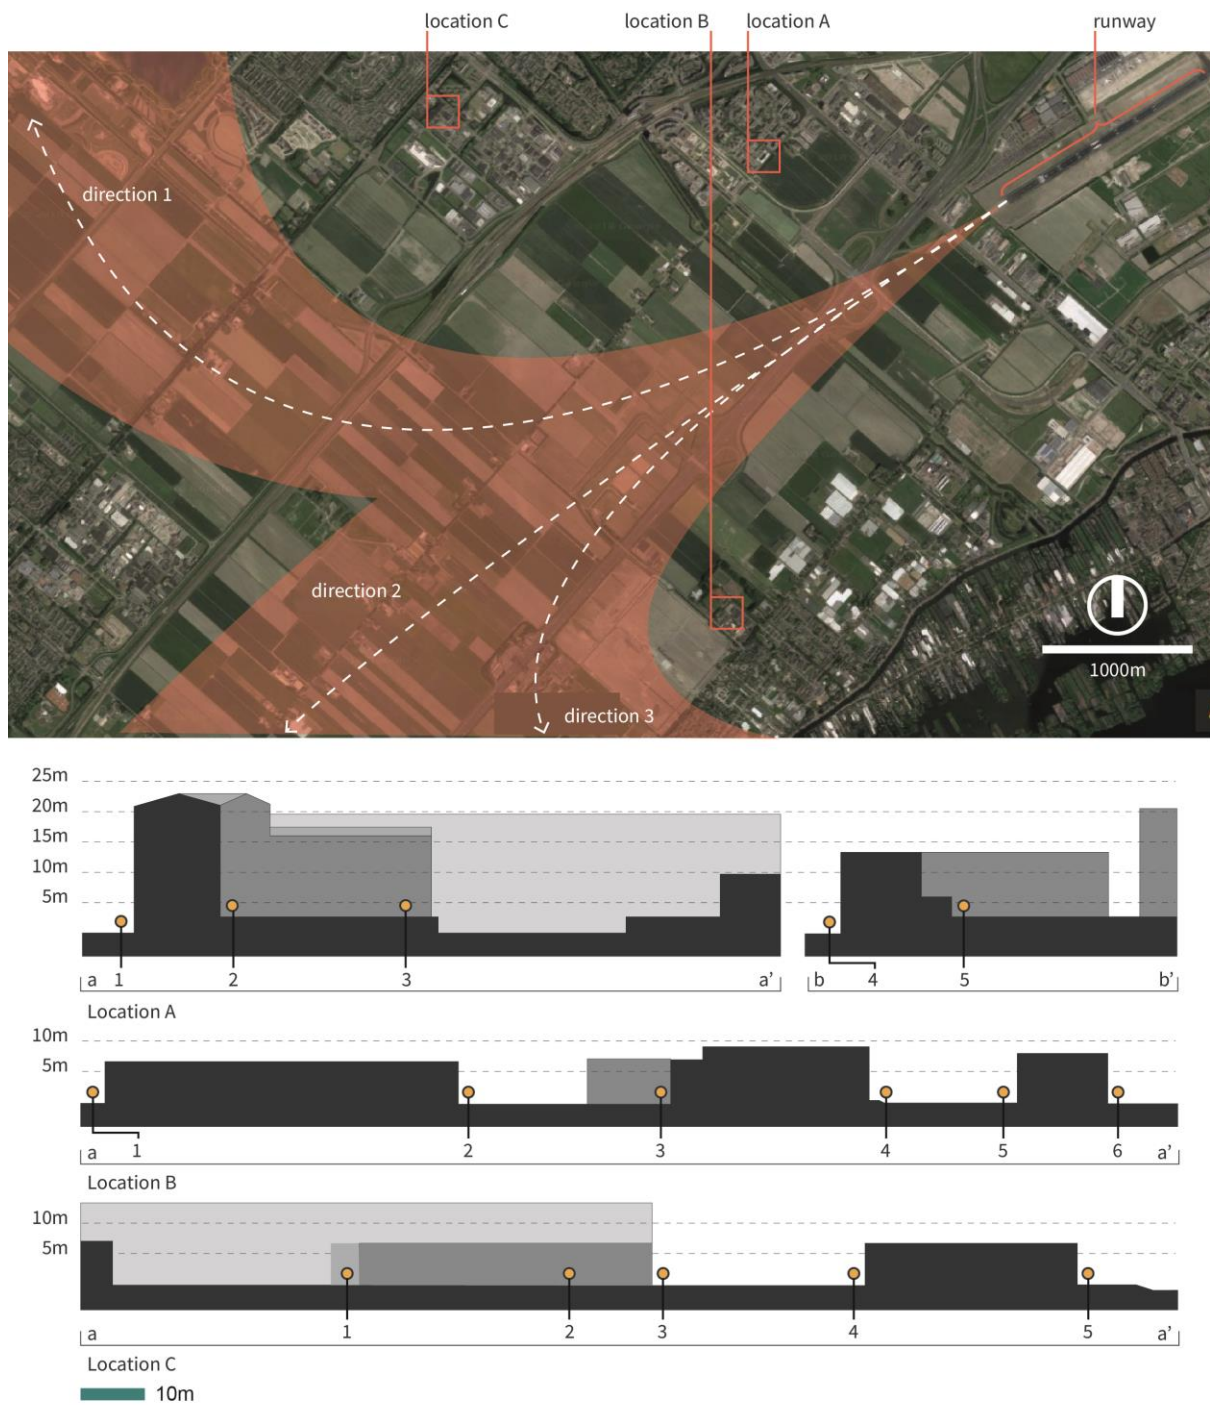 location C location B location A runway
direction 1
direction 2
direction 3
1000m
25m
20m
15m
10m
5m
a 1 2 3 a’ b 4 5 b’
Location A
10m
5m
a 1 2 3 4 5 6 a’
Location B
10m
5m
a 1 2 3 4 5 a’
Location C
10m